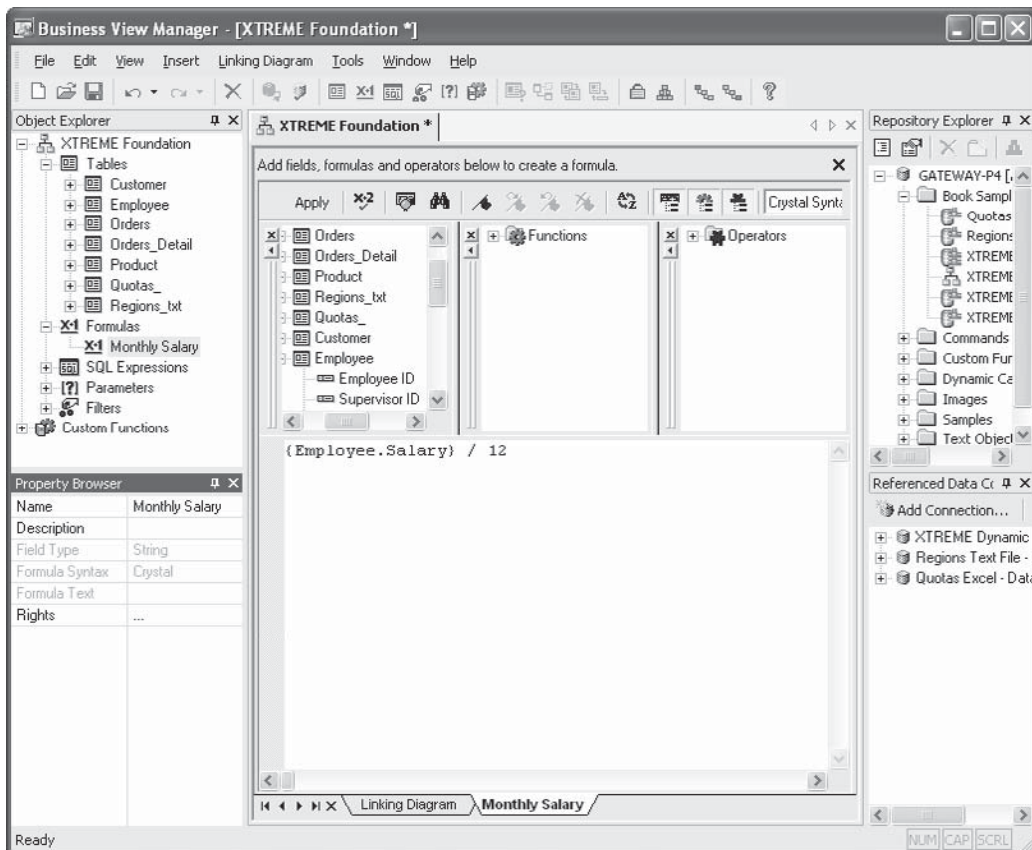 Business View Manager - [XTREME Foundation *]
File Edit View Insert Linking Diagram Tools Window Help
Object Explorer
XTREME Foundation
Tables
Customer
Employee
Orders
Orders_Detail
Product
Quotas_
Regions_txt
Formulas
Monthly Salary
SQL Expressions
Parameters
Filters
Custom Functions
Property Browser
Name Monthly Salary
Description
Field Type String
Formula Syntax Crystal
Formula Text
Rights ...
XTREME Foundation *
Add fields, formulas and operators below to create a formula.
Apply Crystal Synta
Orders
Orders_Detail
Product
Regions_txt
Quotas_
Customer
Employee
Employee ID
Supervisor ID
Functions
Operators
{Employee.Salary} / 12
Linking Diagram Monthly Salary
Repository Explorer
GATEWAY-P4 [
Book Sampl
Quotas
Regions
XTREME
XTREME
XTREME
XTREME
Commands
Custom Fur
Dynamic Ca
Images
Samples
Text Object
Referenced Data Co
Add Connection...
XTREME Dynamic
Regions Text File -
Quotas Excel - Data
Ready
NUM CAP SCRL